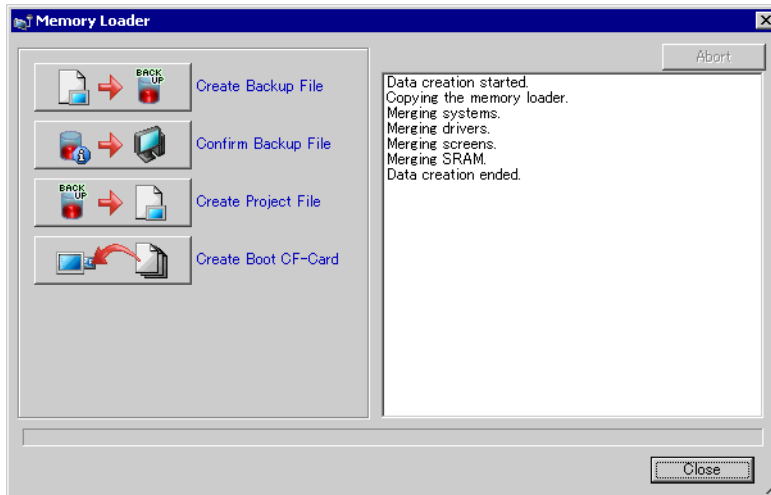 Memory Loader
Abort
BACK
UP
Create Backup File
Confirm Backup File
BACK
UP
Create Project File
Create Boot CF-Card
Data creation started.
Copying the memory loader.
Merging systems.
Merging drivers.
Merging screens.
Merging SRAM.
Data creation ended.
Close